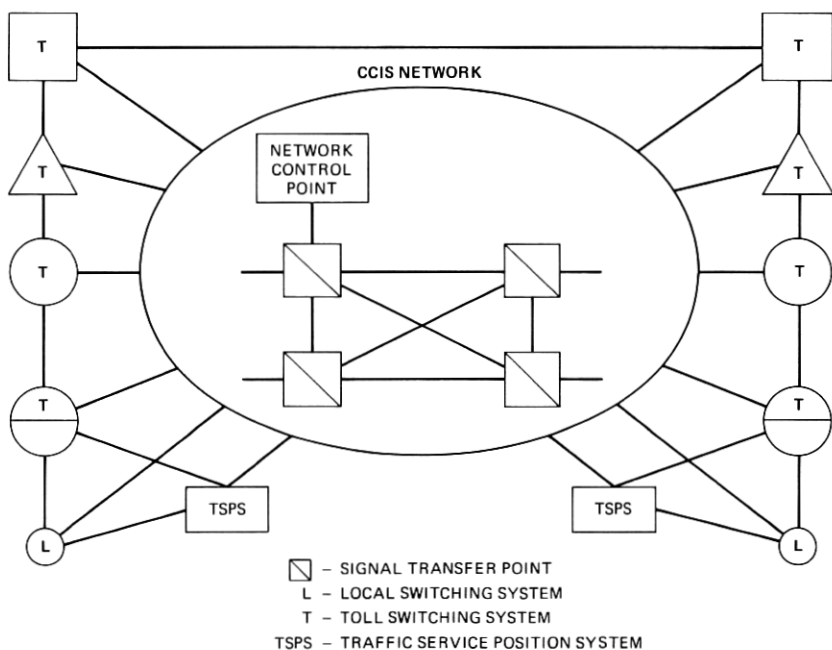 T
T
CCIS NETWORK
NETWORK
CONTROL
POINT
T
T
T
T
T
T
TSPS
TSPS
L
L
– SIGNAL TRANSFER POINT
L – LOCAL SWITCHING SYSTEM
T – TOLL SWITCHING SYSTEM
TSPS – TRAFFIC SERVICE POSITION SYSTEM